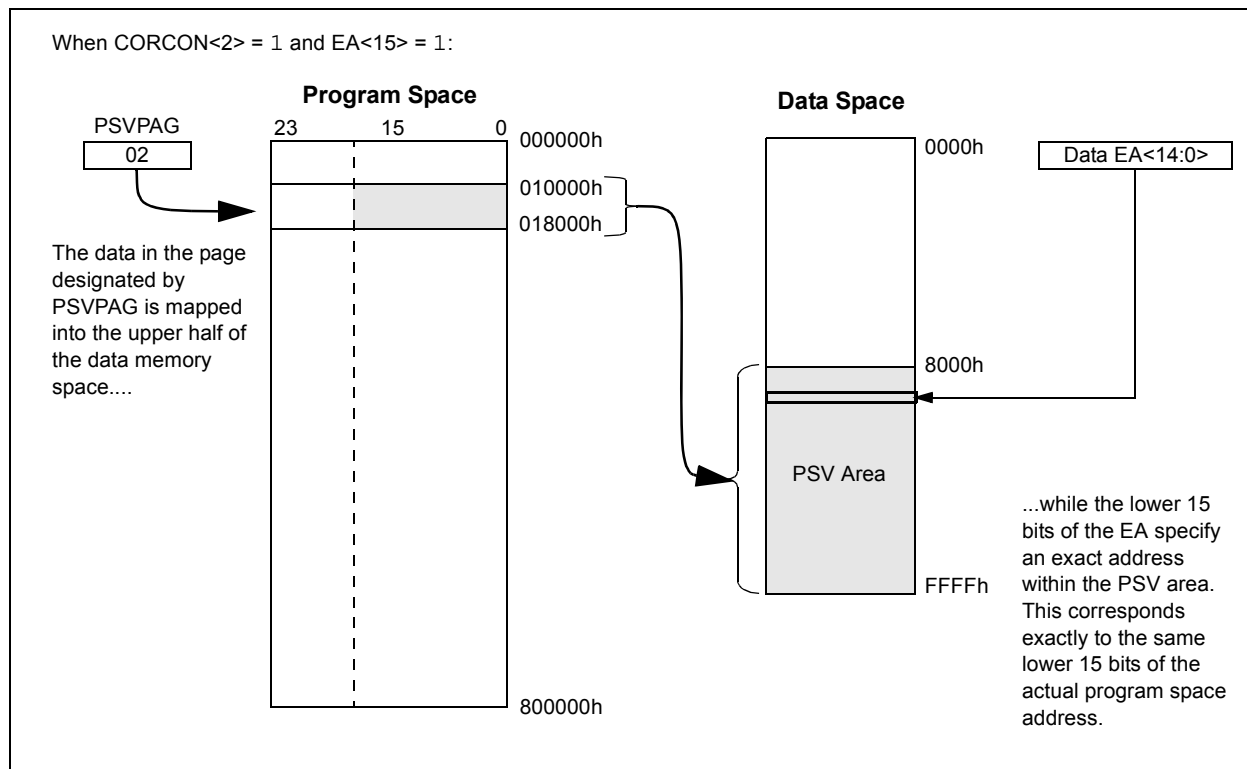 When CORCON<2> = 1 and EA<15> = 1:
Program Space
Data Space
PSVPAG
02
23 15 0
000000h
010000h
018000h
800000h
The data in the page
designated by
PSVPAG is mapped
into the upper half of
the data memory
space....
0000h
8000h
PSV Area
FFFFh
Data EA<14:0>
...while the lower 15
bits of the EA specify
an exact address
within the PSV area.
This corresponds
exactly to the same
lower 15 bits of the
actual program space
address.